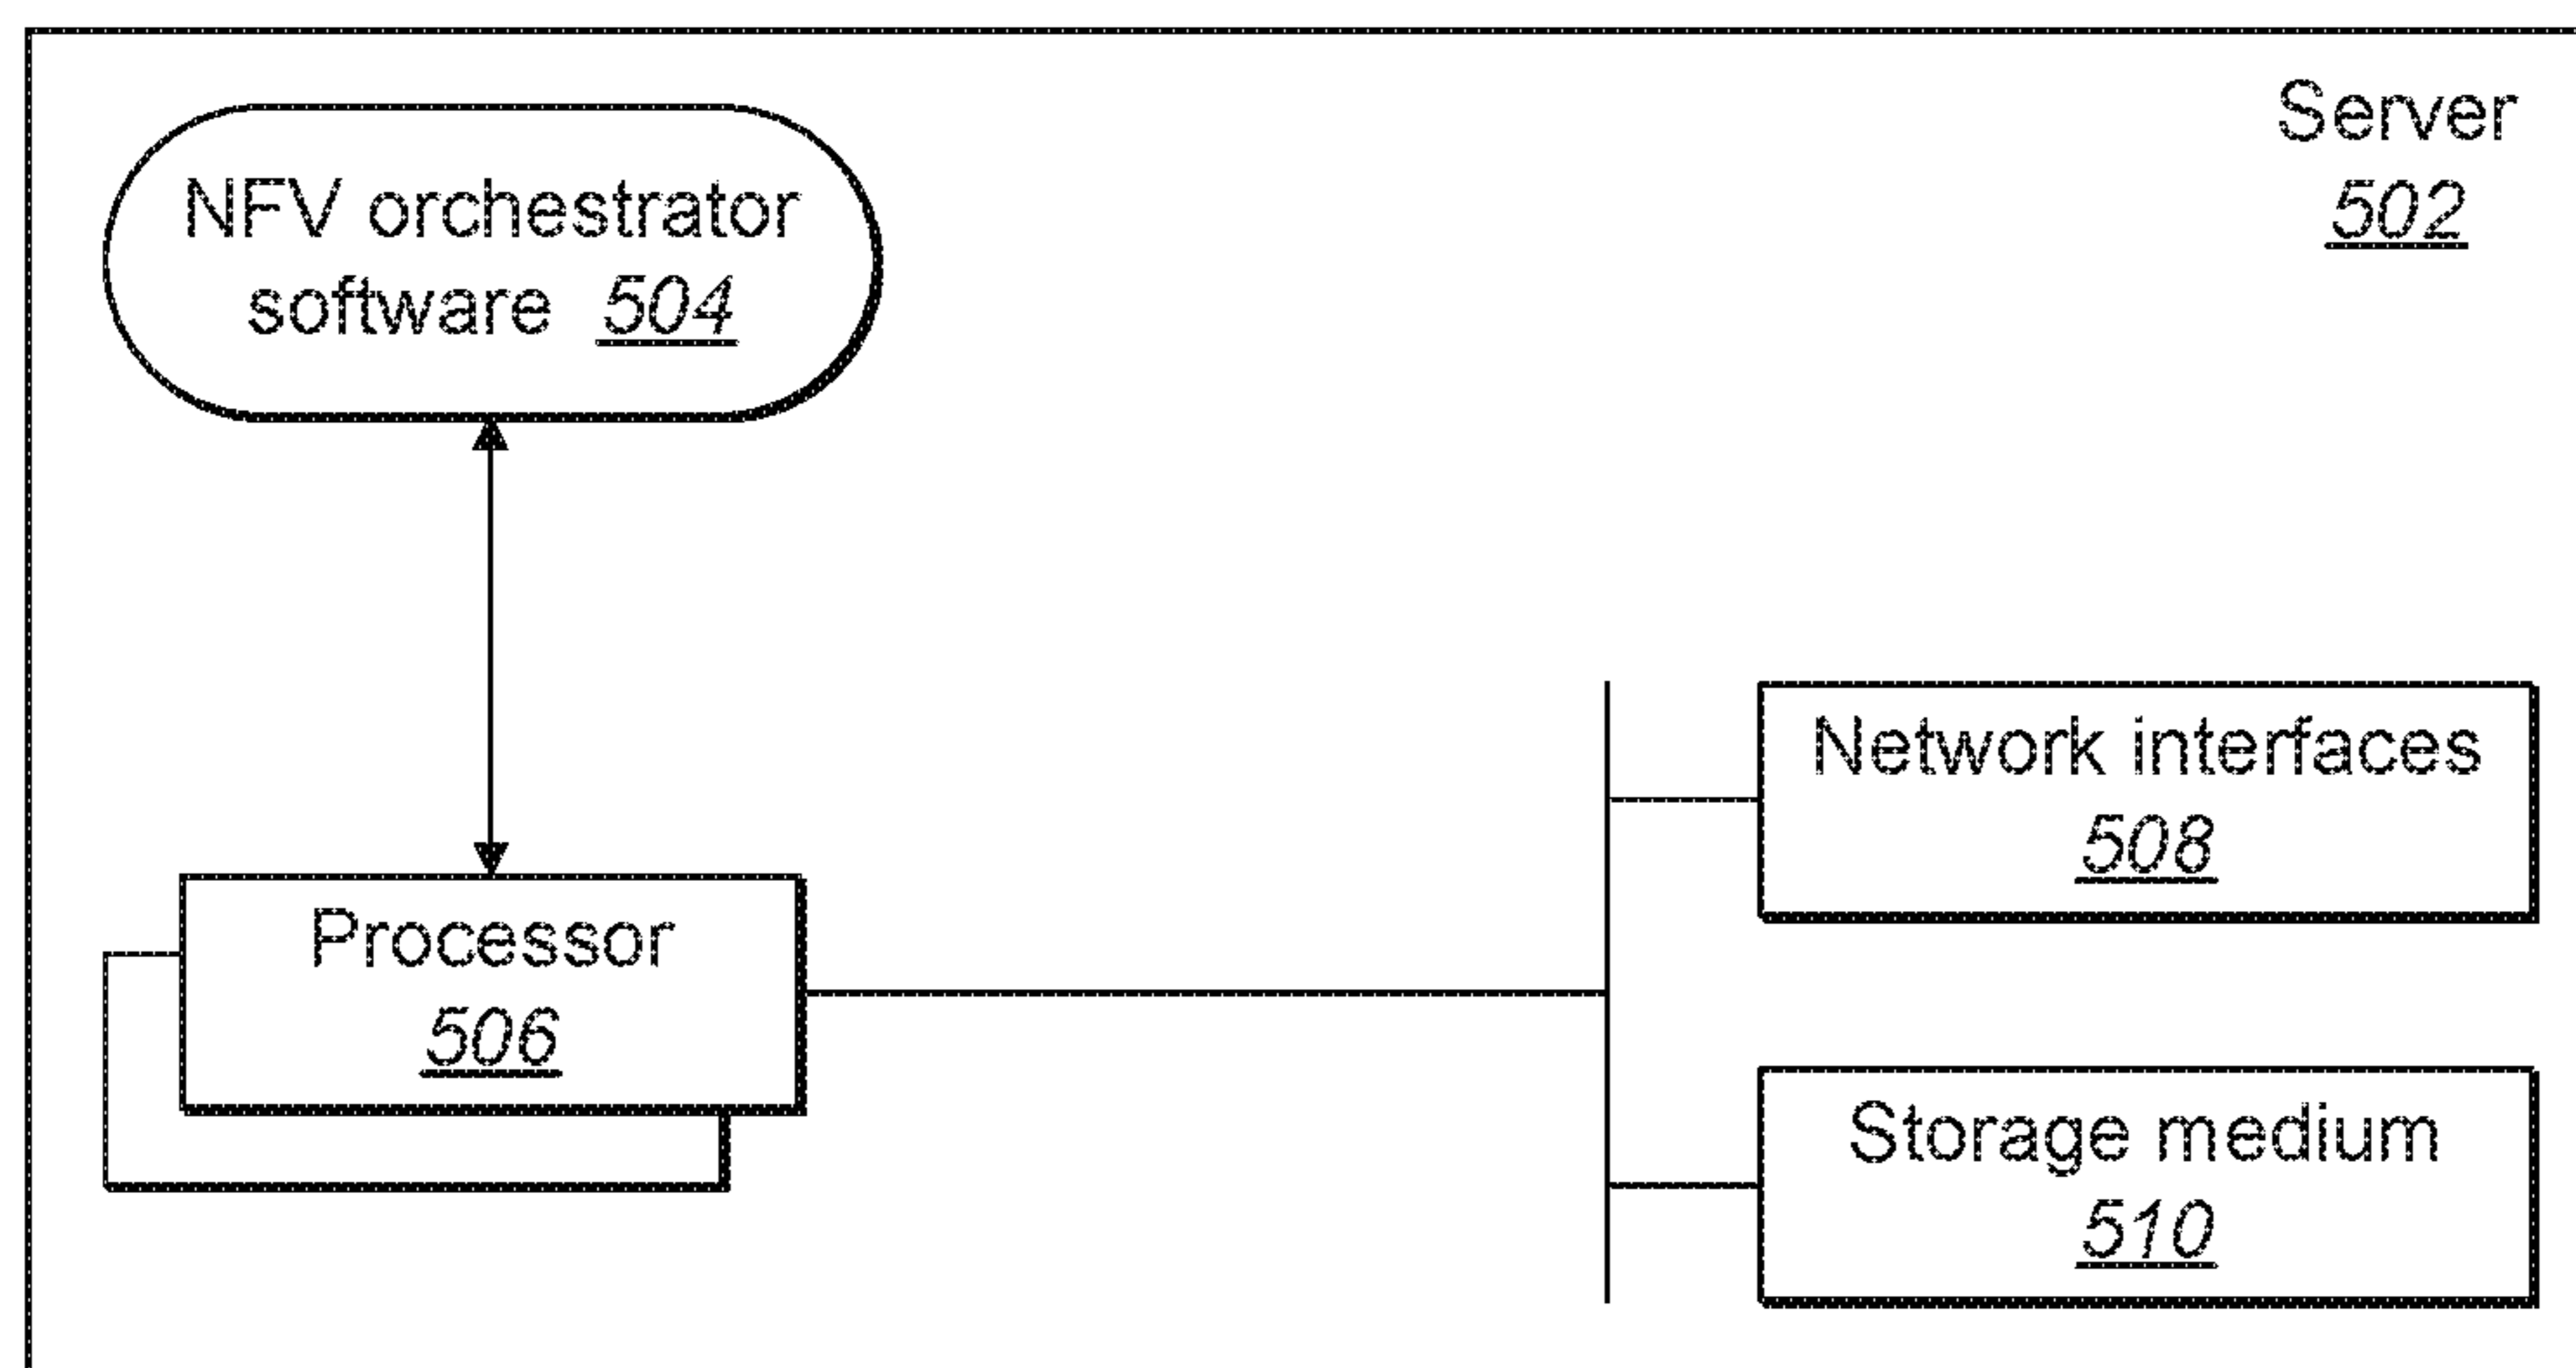 Server
502
NFV orchestrator
software 504
Network interfaces
508
Processor
506
Storage medium
510